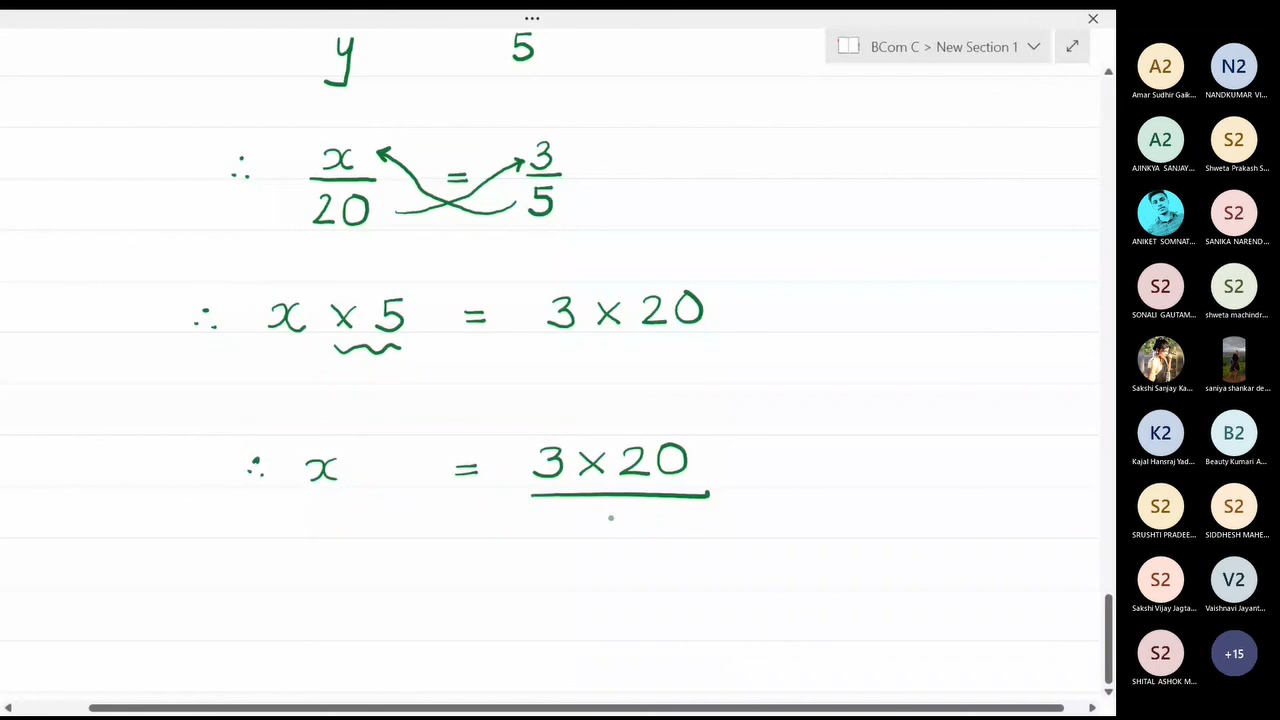 ...
BCom C > New Section 1
y 5
∴ x/20 = 3/5
∴ x × 5 = 3 × 20
∴ x = 3 × 20
A2 N2
Amar Sudhir Gaik... NANDKUMAR VI...
A2 S2
AJINKYA SANJAY... Shweta Prakash S...
S2
ANIKET SOMNAT... SANIKA NAREND...
S2 S2
SONALI GAUTAM... shweta machindr...
Sakshi Sanjay Ka... saniya shankar de...
K2 B2
Kajal Hansraj Yad... Beauty Kumari A...
S2 S2
SRUSHTI PRADEE... SIDDHESH MAHE...
S2 V2
Sakshi Vijay Jagta... Vaishnavi Jayant...
S2 +15
SHITAL ASHOK M...